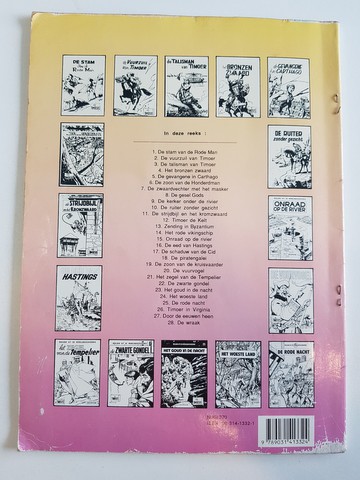 DE STAM
van de
Rode Man
de VUURZUIL
van TIMOER
de TALISMAN
van TIMOER
het BRONZEN
ZWAARD
de GEVANGENE
van CARTHAGO
In deze reeks :
1. De stam van de Rode Man
2. De vuurzuil van Timoer
3. De talisman van Timoer
4. Het bronzen zwaard
5. De gevangene in Carthago
6. De zoon van de Honderdman
7. De zwaardvechter met het masker
8. De gesel Gods
9. De kerker onder de rivier
10. De ruiter zonder gezicht
11. De strijdbijl en het kromzwaard
12. Timoer de Kelt
13. Zending in Byzantium
14. Het rode vikingschip
15. Onraad op de rivier
16. De eed van Hastings
17. De schaduw van de Cid
18. De piratengalei
19. De zoon van de kruisvaarder
20. De vuurvogel
21. Het zegel van de Tempelier
22. De zwarte gondel
23. Het goud in de nacht
24. Het woeste land
25. De rode nacht
26. Timoer in Virginia
27. Door de eeuwen heen
28. De wraak
DE RUITER
zonder gezicht
STRIJDBIJL
KROMZWAARD
ONRAAD
OP DE RIVIER
HASTINGS
van de
Tempelier
de ZWARTE GONDEL
HET GOUD IN DE NACHT
HET WOESTE LAND
DE RODE NACHT
9 789031 413324